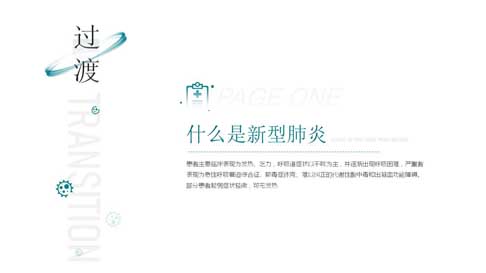 过渡
TRANSITION
PAGE ONE
什么是新型肺炎
患者主要临床表现为发热、乏力，呼吸道症状以干咳为主，并逐渐出现呼吸困难，严重者
表现为急性呼吸窘迫综合征、脓毒症休克、难以纠正的代谢性酸中毒和出凝血功能障碍。
部分患者起病症状轻微，可无发热